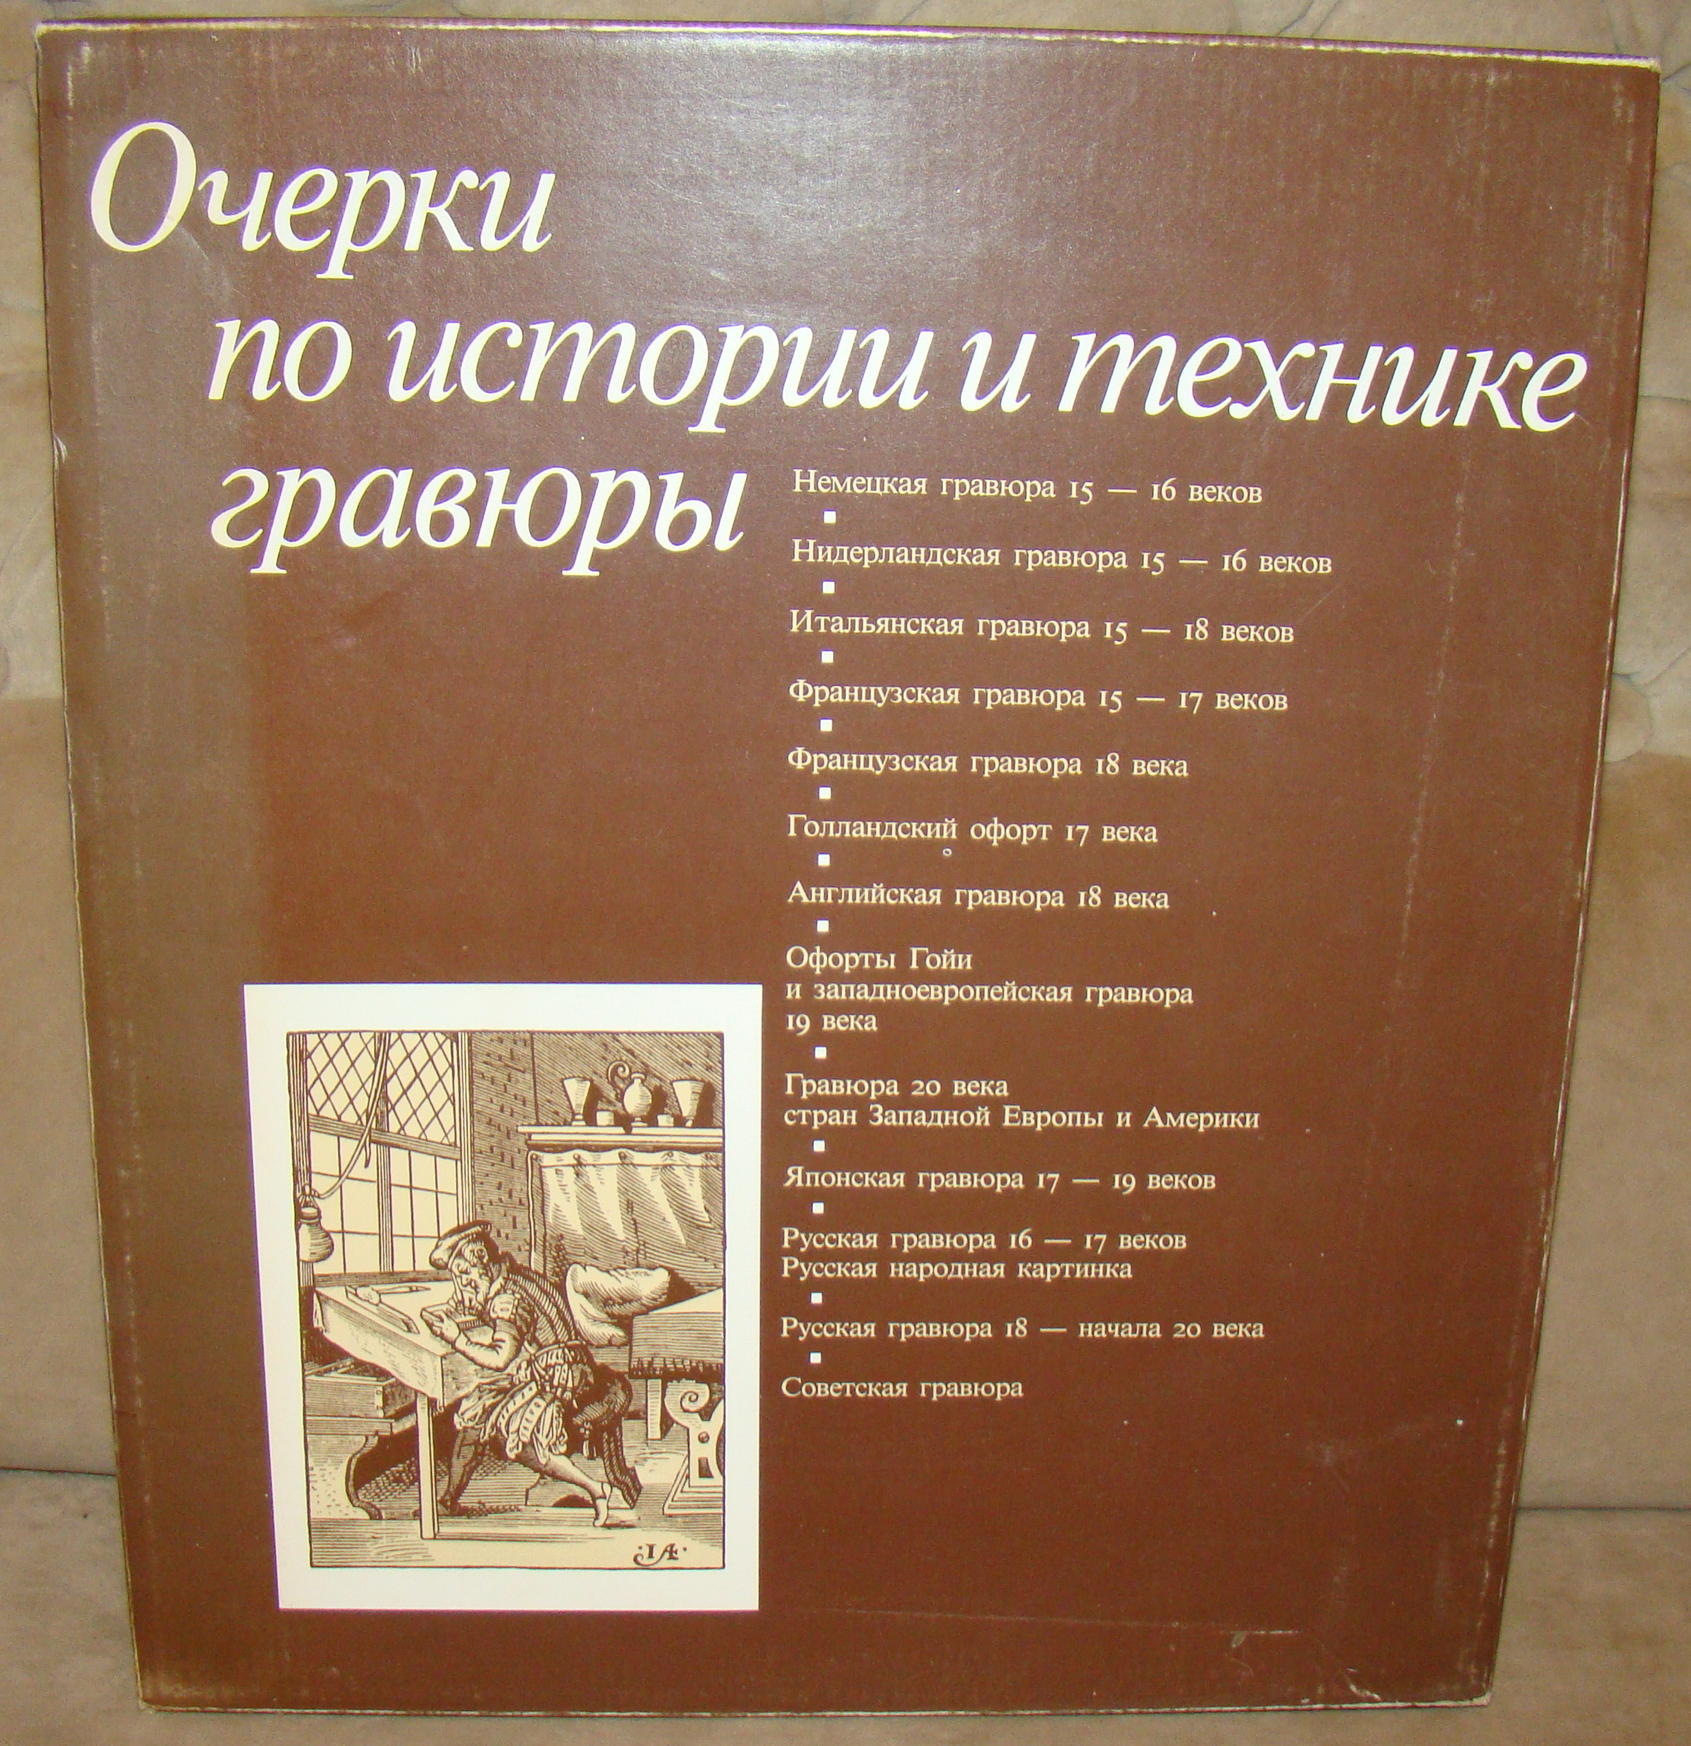 Очерки
по истории и технике
гравюры
Немецкая гравюра 15 — 16 веков
Нидерландская гравюра 15 — 16 веков
Итальянская гравюра 15 — 18 веков
Французская гравюра 15 — 17 веков
Французская гравюра 18 века
Голландский офорт 17 века
Английская гравюра 18 века
Офорты Гойи
и западноевропейская гравюра
19 века
Гравюра 20 века
стран Западной Европы и Америки
Японская гравюра 17 — 19 веков
Русская гравюра 16 — 17 веков
Русская народная картинка
Русская гравюра 18 — начала 20 века
Советская гравюра